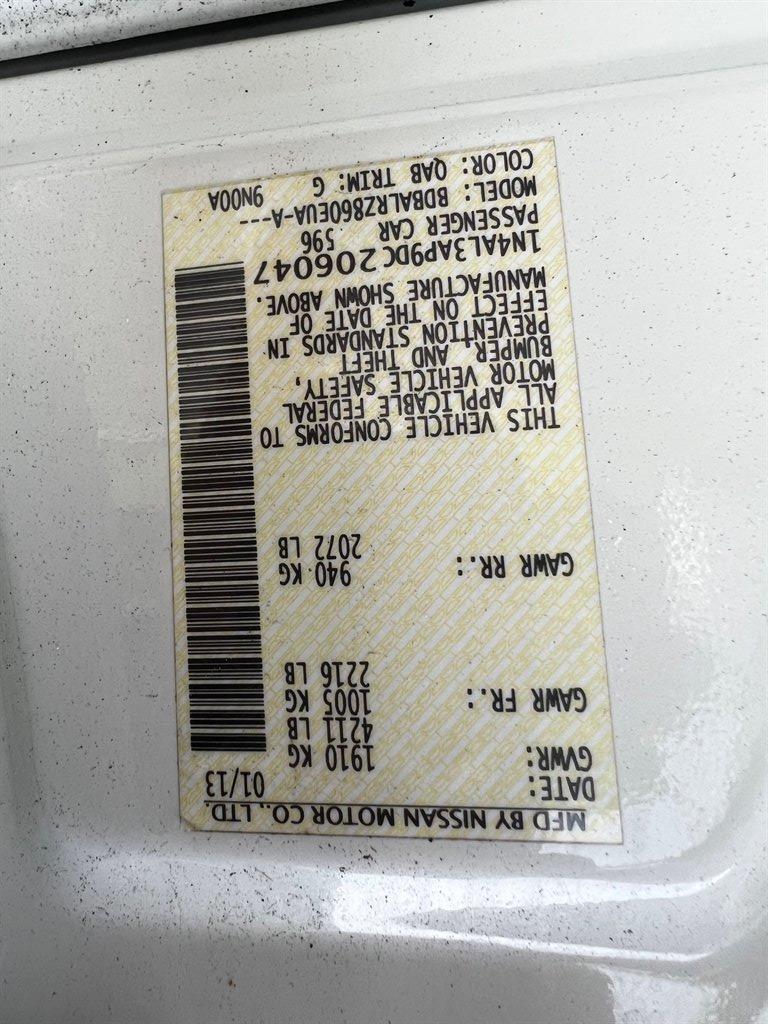 MFD BY NISSAN MOTOR CO., LTD.
DATE: 01/13
GVWR: 1910 KG
4211 LB
GAWR FR.: 1005 KG
2216 LB
GAWR RR.: 940 KG
2072 LB
THIS VEHICLE CONFORMS TO
ALL APPLICABLE FEDERAL
MOTOR VEHICLE SAFETY,
BUMPER, AND THEFT
PREVENTION STANDARDS IN
EFFECT ON THE DATE OF
MANUFACTURE SHOWN ABOVE.
1N4AL3AP9DC206047
PASSENGER CAR 596
MODEL: BDBALRZ860EUA-A---
COLOR: QAB TRIM: G 9N00A